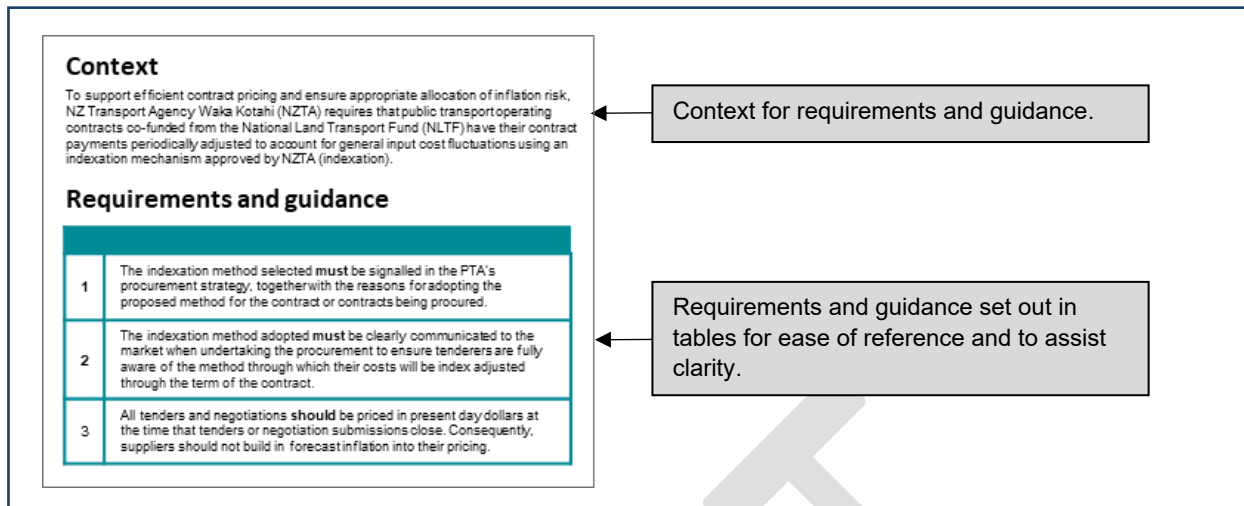 Context
To support efficient contract pricing and ensure appropriate allocation of inflation risk,
NZ Transport Agency Waka Kotahi (NZTA) requires that public transport operating
contracts co-funded from the National Land Transport Fund (NLTF) have their contract
payments periodically adjusted to account for general input cost fluctuations using an
indexation mechanism approved by NZTA (indexation).
Context for requirements and guidance.
Requirements and guidance
1
The indexation method selected must be signalled in the PTA's
procurement strategy, together with the reasons for adopting the
proposed method for the contract or contracts being procured.
2
The indexation method adopted must be clearly communicated to the
market when undertaking the procurement to ensure tenderers are fully
aware of the method through which their costs will be index adjusted
through the term of the contract.
3
All tenders and negotiations should be priced in present day dollars at
the time that tenders or negotiation submissions close. Consequently,
suppliers should not build in forecast inflation into their pricing.
Requirements and guidance set out in
tables for ease of reference and to assist
clarity.